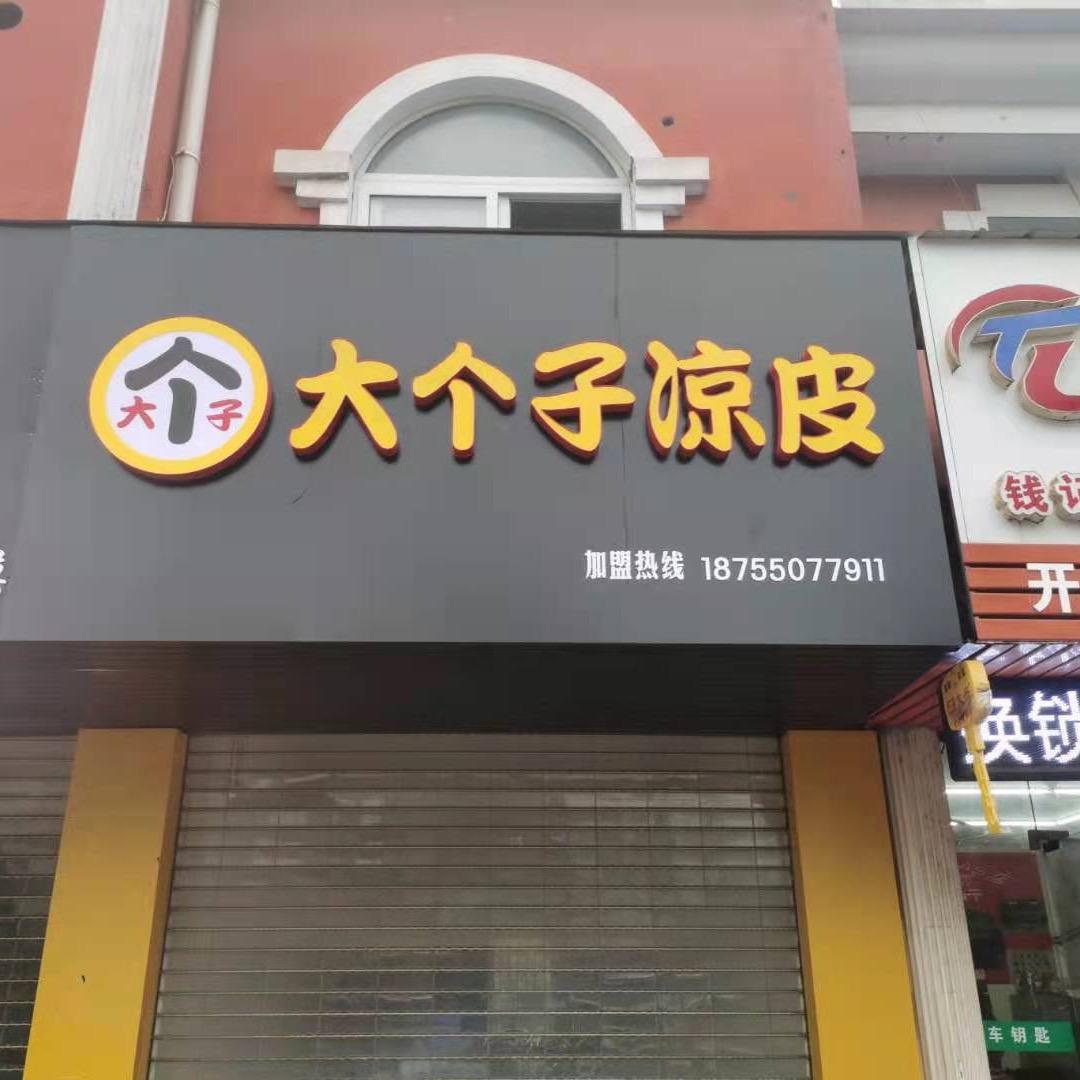 个
大 子
大个子凉皮
加盟热线 18755077911
钱
开
换锁
车钥匙